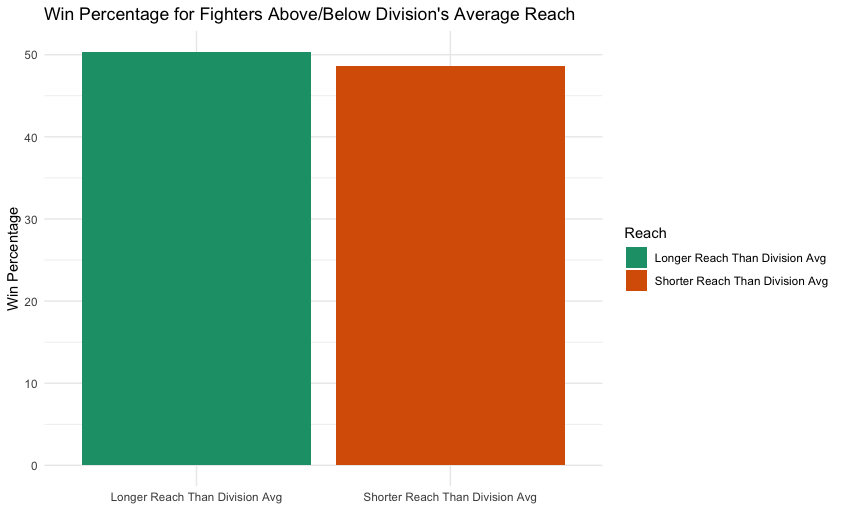 Win Percentage for Fighters Above/Below Division's Average Reach
Win Percentage
50
40
30
20
10
0
Longer Reach Than Division Avg
Shorter Reach Than Division Avg
Reach
Longer Reach Than Division Avg
Shorter Reach Than Division Avg